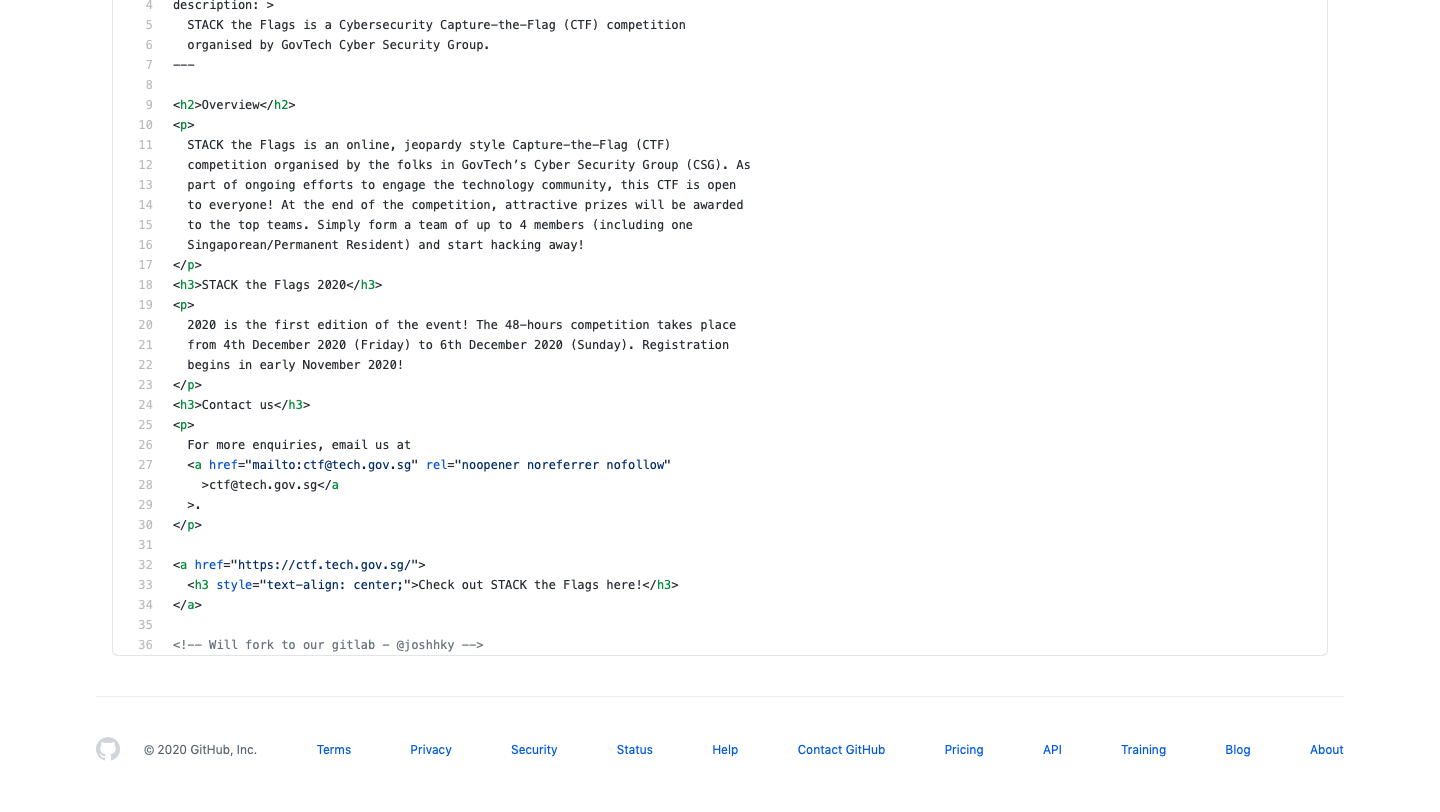 4 description: >
5 STACK the Flags is a Cybersecurity Capture-the-Flag (CTF) competition
6 organised by GovTech Cyber Security Group.
7 ---
8
9 <h2>Overview</h2>
10 <p>
11 STACK the Flags is an online, jeopardy style Capture-the-Flag (CTF)
12 competition organised by the folks in GovTech’s Cyber Security Group (CSG). As
13 part of ongoing efforts to engage the technology community, this CTF is open
14 to everyone! At the end of the competition, attractive prizes will be awarded
15 to the top teams. Simply form a team of up to 4 members (including one
16 Singaporean/Permanent Resident) and start hacking away!
17 </p>
18 <h3>STACK the Flags 2020</h3>
19 <p>
20 2020 is the first edition of the event! The 48-hours competition takes place
21 from 4th December 2020 (Friday) to 6th December 2020 (Sunday). Registration
22 begins in early November 2020!
23 </p>
24 <h3>Contact us</h3>
25 <p>
26 For more enquiries, email us at
27 <a href="mailto:ctf@tech.gov.sg" rel="noopener noreferrer nofollow"
28 >ctf@tech.gov.sg</a
29 >.
30 </p>
31
32 <a href="https://ctf.tech.gov.sg/">
33 <h3 style="text-align: center;">Check out STACK the Flags here!</h3>
34 </a>
35
36 <!-- Will fork to our gitlab - @joshhky -->
© 2020 GitHub, Inc. Terms Privacy Security Status Help Contact GitHub Pricing API Training Blog About